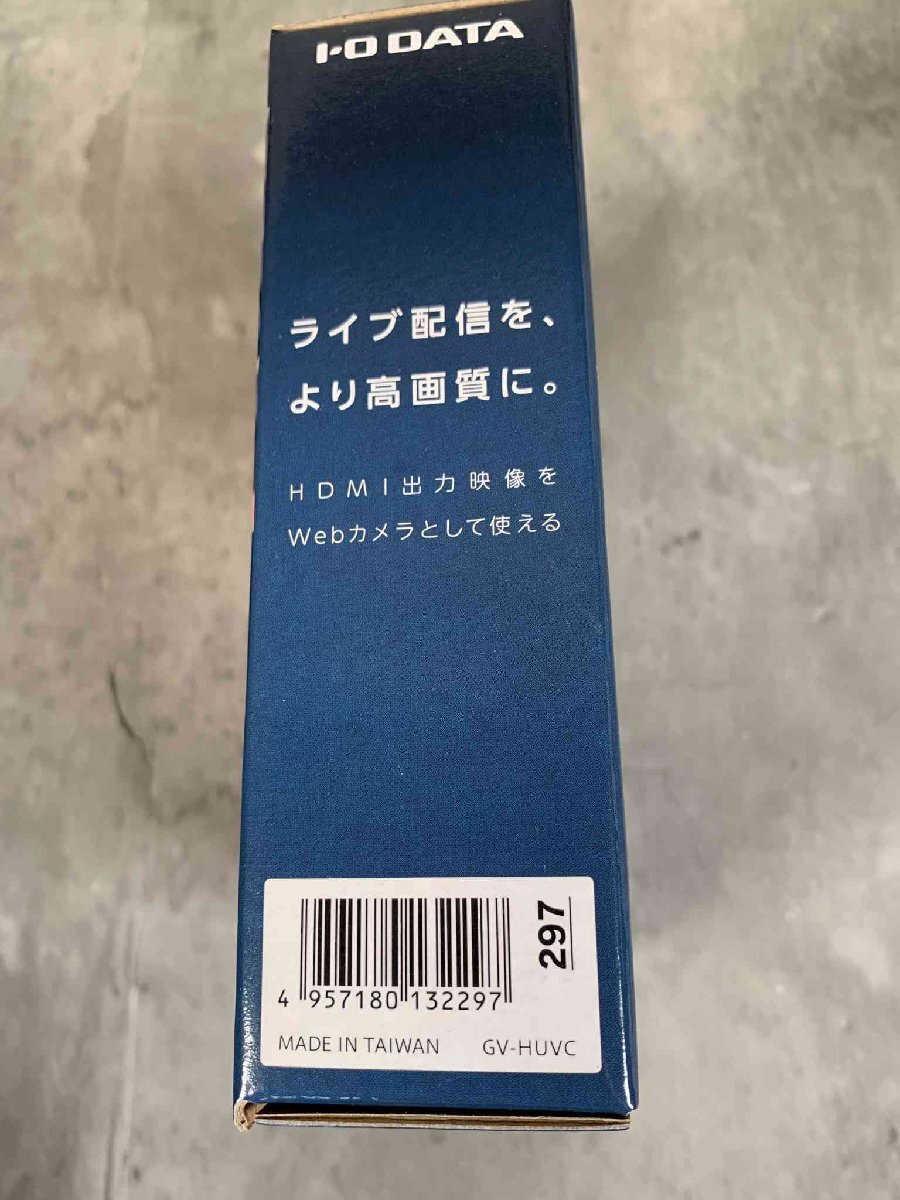 I-O DATA
ライブ配信を、
より高画質に。
HDMI出力映像を
Webカメラとして使える
297
4 957180 132297
MADE IN TAIWAN GV-HUVC